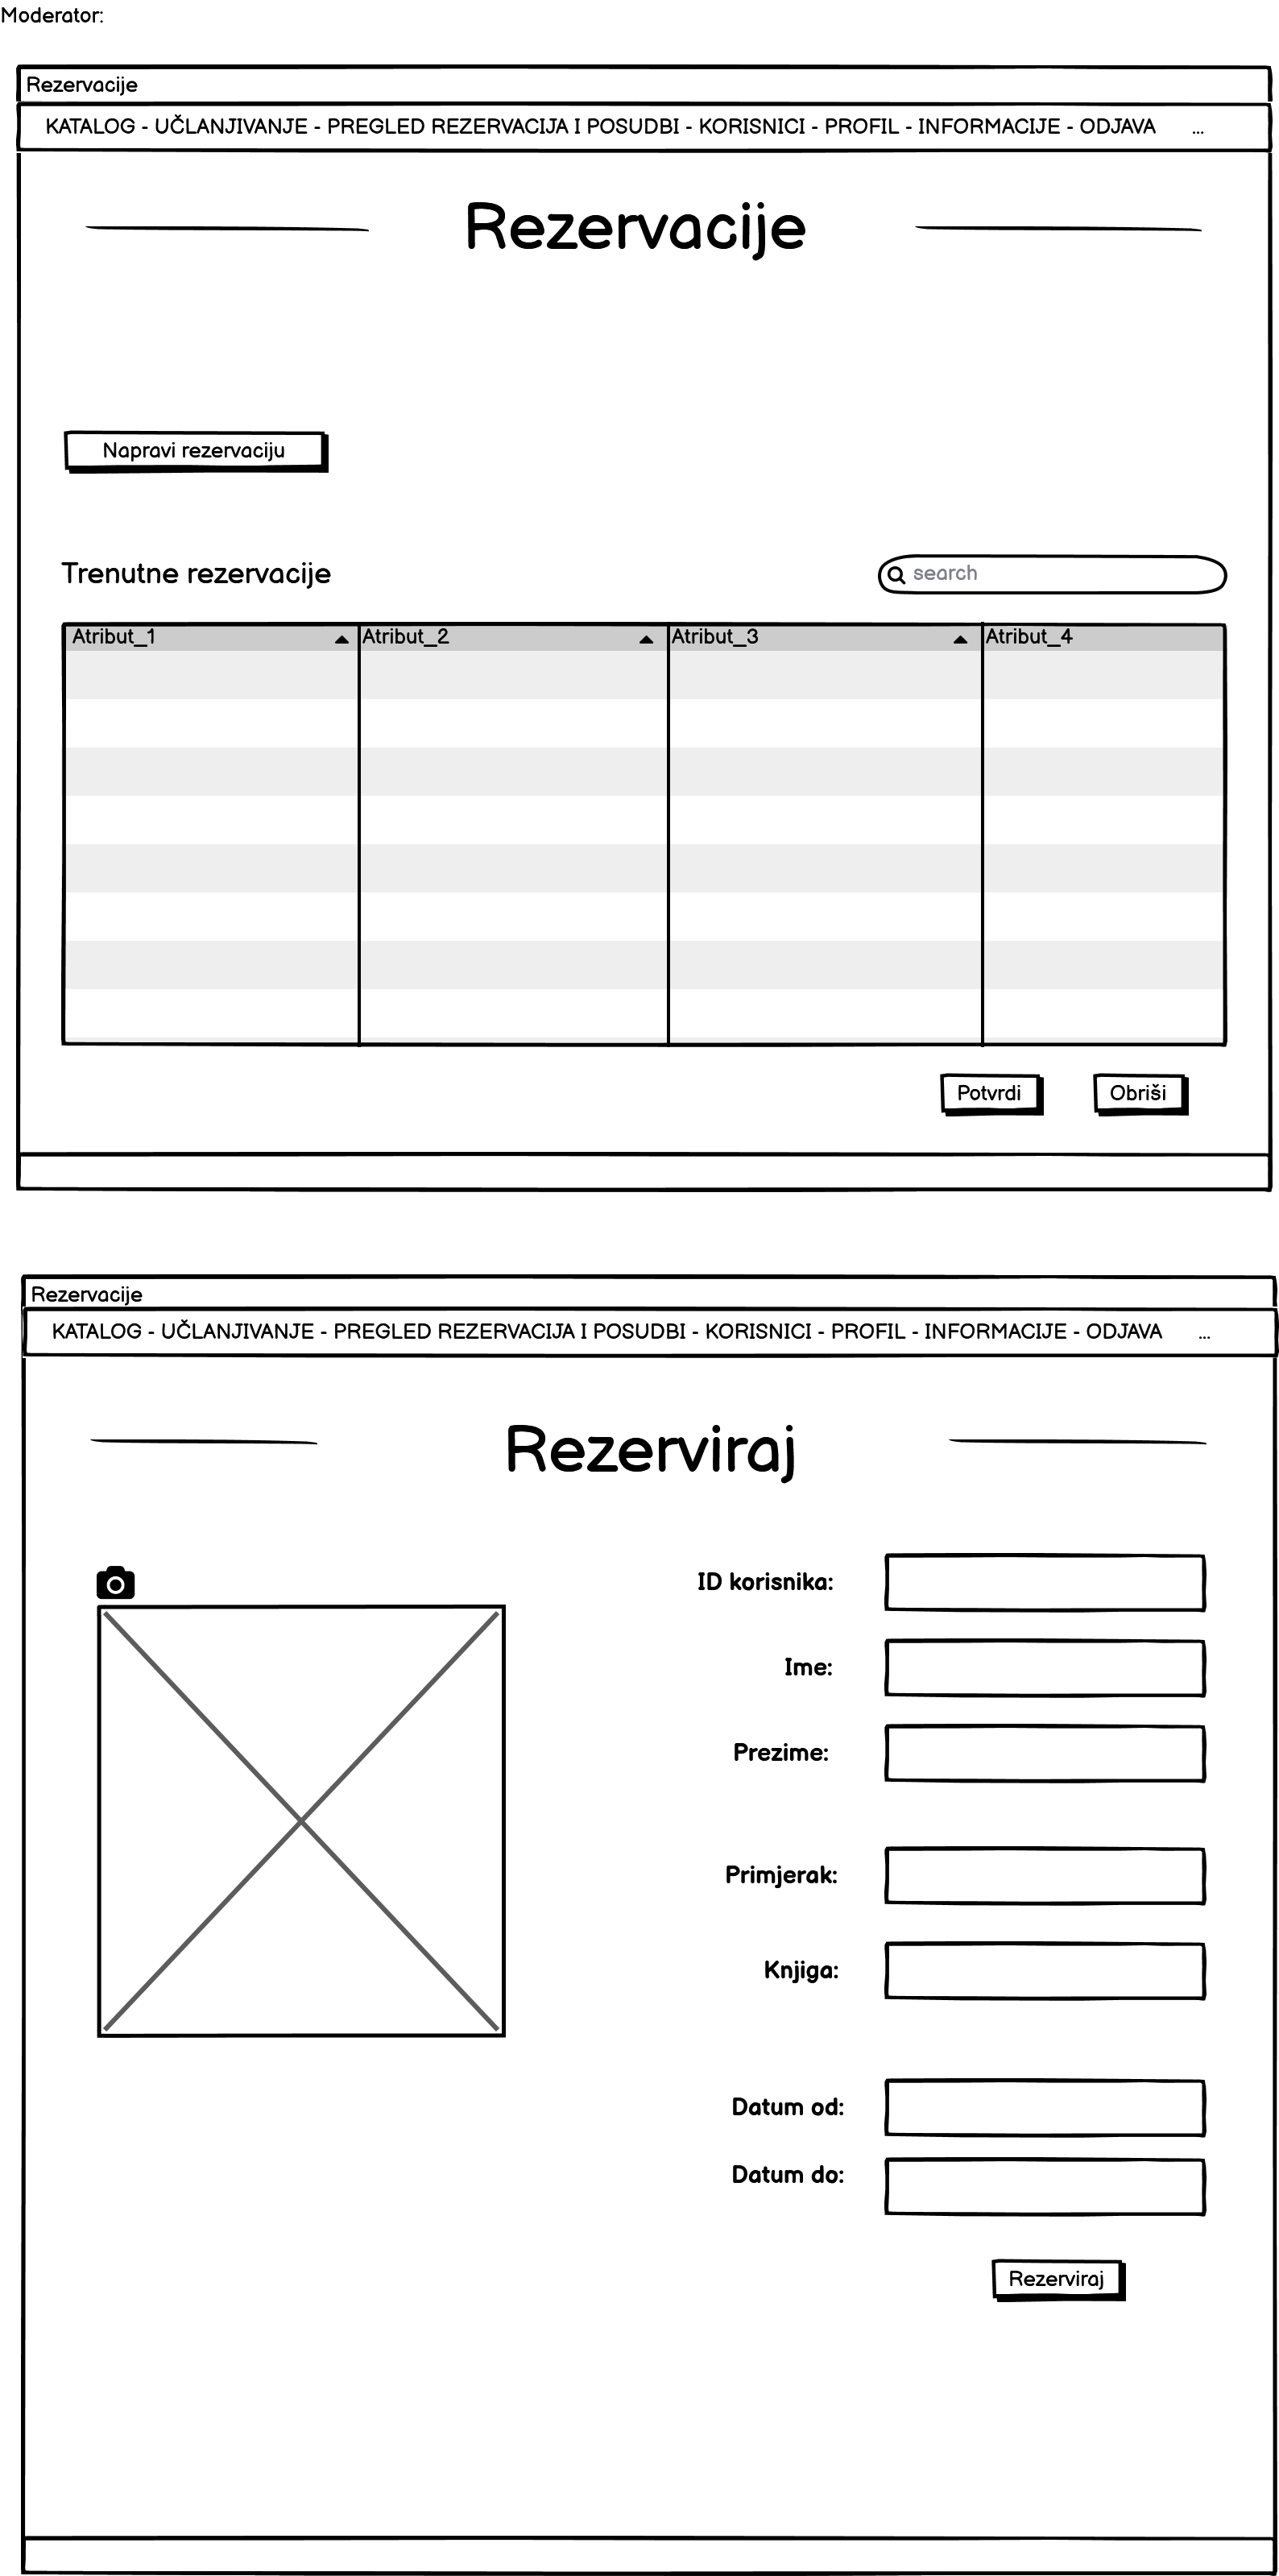 Moderator:
Rezervacije
KATALOG - UČLANJIVANJE - PREGLED REZERVACIJA I POSUDBI - KORISNICI - PROFIL - INFORMACIJE - ODJAVA ...
Rezervacije
Napravi rezervaciju
Trenutne rezervacije search
Atribut_1 Atribut_2 Atribut_3 Atribut_4
Potvrdi Obriši
Rezervacije
KATALOG - UČLANJIVANJE - PREGLED REZERVACIJA I POSUDBI - KORISNICI - PROFIL - INFORMACIJE - ODJAVA ...
Rezerviraj
ID korisnika:
Ime:
Prezime:
Primjerak:
Knjiga:
Datum od:
Datum do:
Rezerviraj